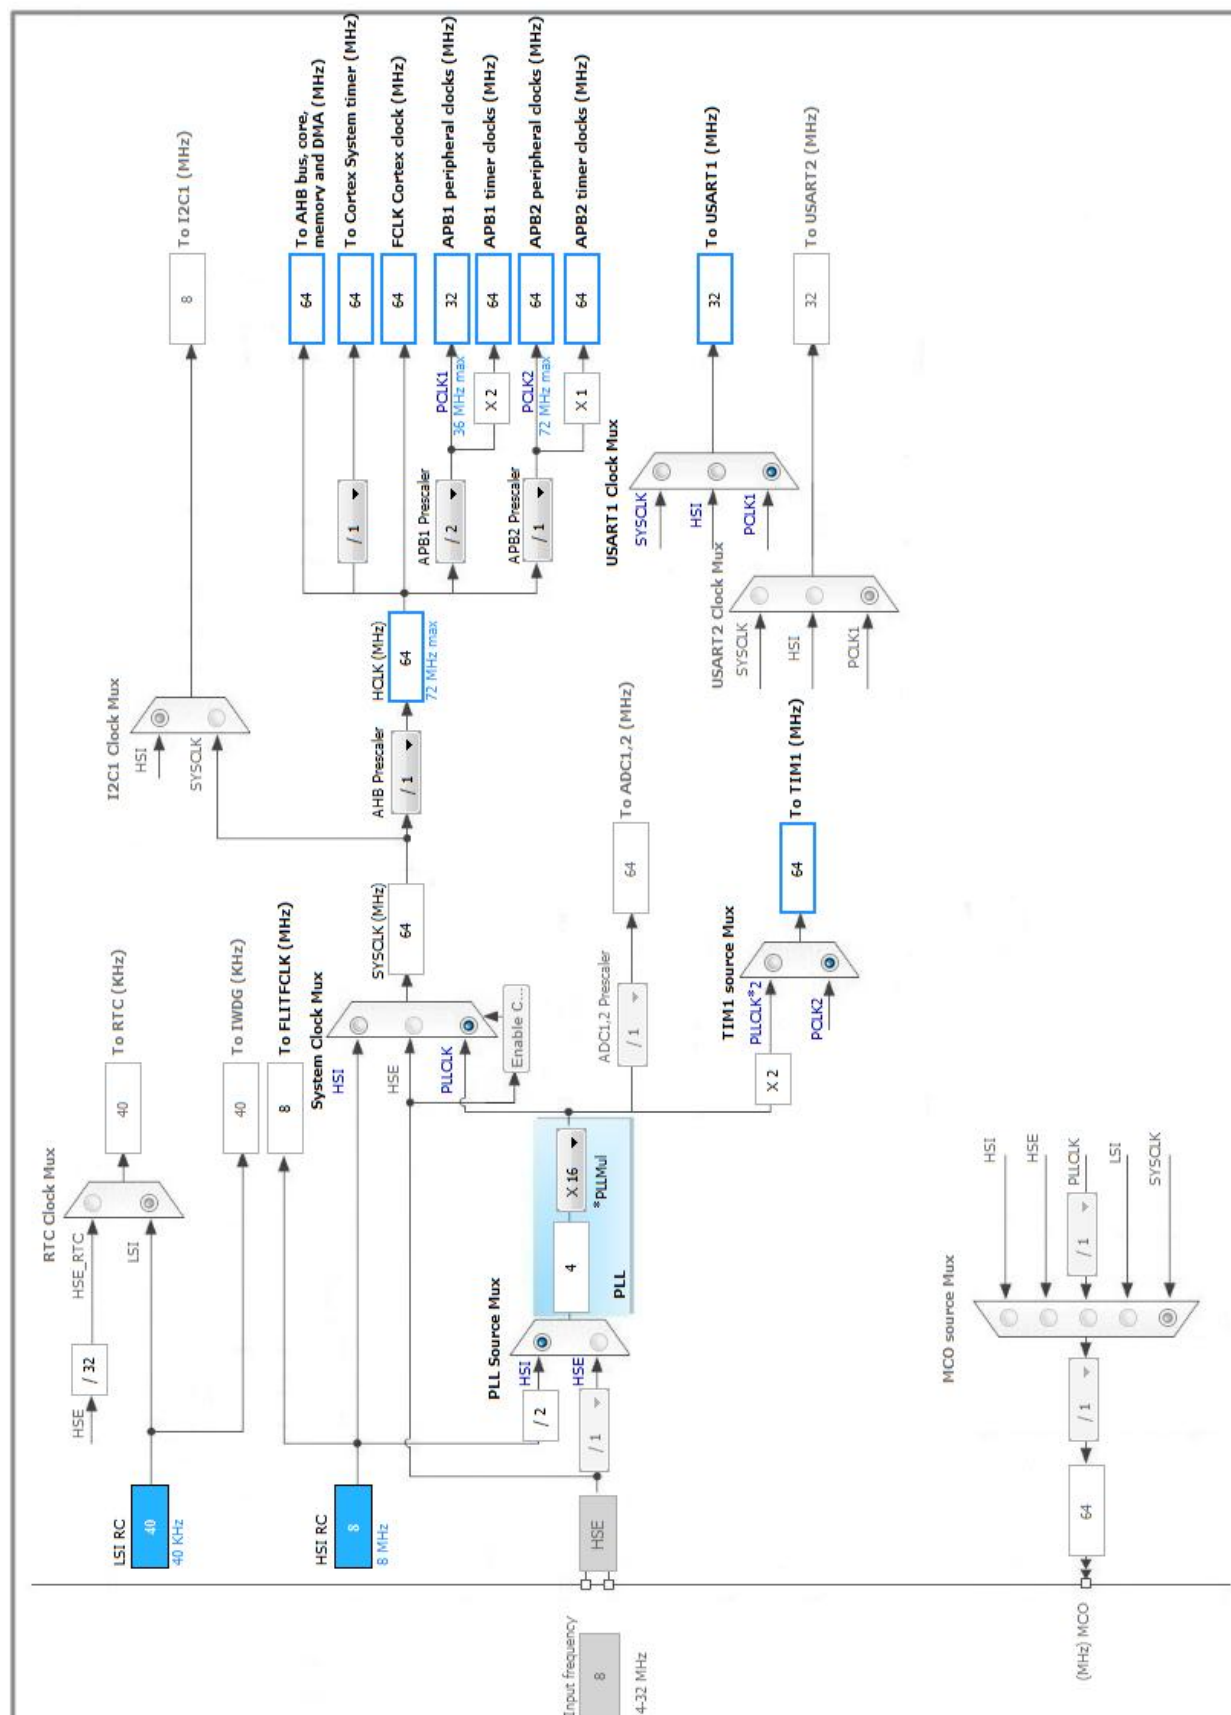 RTC Clock Mux
HSE
/ 32
HSE_RTC
LSI
40
To RTC (KHz)
LSI RC
40
40 KHz
40
To IWDG (KHz)
I2C1 Clock Mux
HSI
SYSCLK
8
To I2C1 (MHz)
HSI RC
8
8 MHz
8
To FLITFCLK (MHz)
System Clock Mux
HSI
HSE
PLLCLK
Enable C...
SYSCLK (MHz)
64
AHB Prescaler
/ 1
HCLK (MHz)
64
72 MHz max
64
To AHB bus, core,
memory and DMA (MHz)
/ 1
64
To Cortex System timer (MHz)
64
FCLK Cortex clock (MHz)
APB1 Prescaler
/ 2
PCLK1
36 MHz max
32
APB1 peripheral clocks (MHz)
X 2
64
APB1 timer clocks (MHz)
APB2 Prescaler
/ 1
PCLK2
72 MHz max
64
APB2 peripheral clocks (MHz)
X 1
64
APB2 timer clocks (MHz)
PLL Source Mux
/ 2
HSI
HSE
/ 1
4
X 16
*PLLMul
PLL
Input frequency
8
4-32 MHz
HSE
ADC1,2 Prescaler
/ 1
64
To ADC1,2 (MHz)
X 2
TIM1 source Mux
PLLCLK*2
PCLK2
64
To TIM1 (MHz)
USART1 Clock Mux
SYSCLK
HSI
PCLK1
32
To USART1 (MHz)
USART2 Clock Mux
SYSCLK
HSI
PCLK1
32
To USART2 (MHz)
MCO source Mux
(MHz) MCO
64
/ 1
/ 1
HSI
HSE
PLLCLK
LSI
SYSCLK